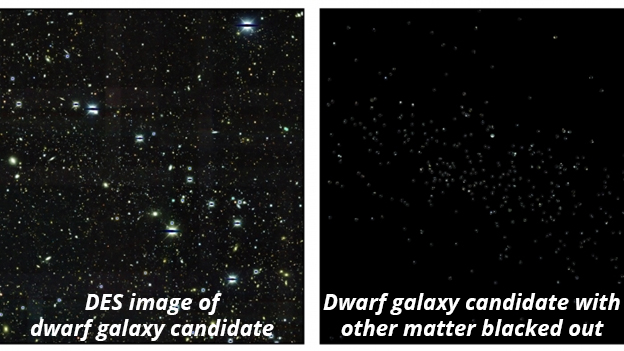 DES image of
dwarf galaxy candidate
Dwarf galaxy candidate with
other matter blacked out